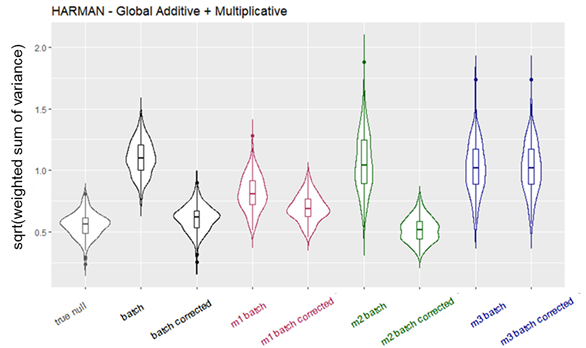 HARMAN - Global Additive + Multiplicative
sqrt(weighted sum of variance)
2.0
1.5
1.0
0.5
true null
batch
batch corrected
m1 batch
m1 batch corrected
m2 batch
m2 batch corrected
m3 batch
m3 batch corrected